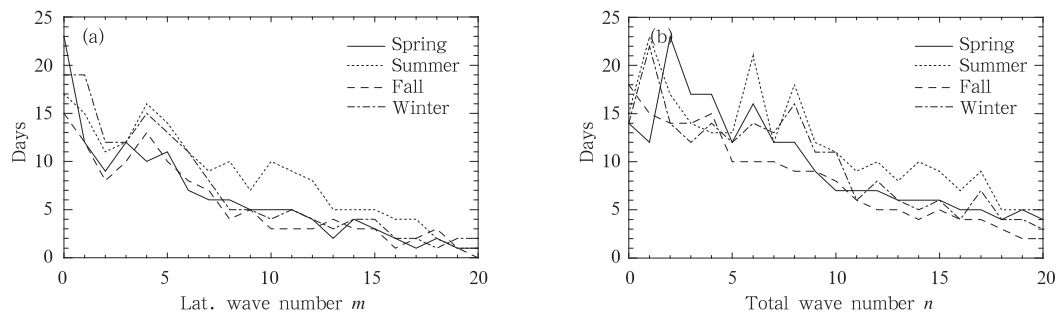 25
20
15
10
5
0
Days
(a)
Spring
Summer
Fall
Winter
0 5 10 15 20
Lat. wave number m
25
20
15
10
5
0
Days
(b)
Spring
Summer
Fall
Winter
0 5 10 15 20
Total wave number n